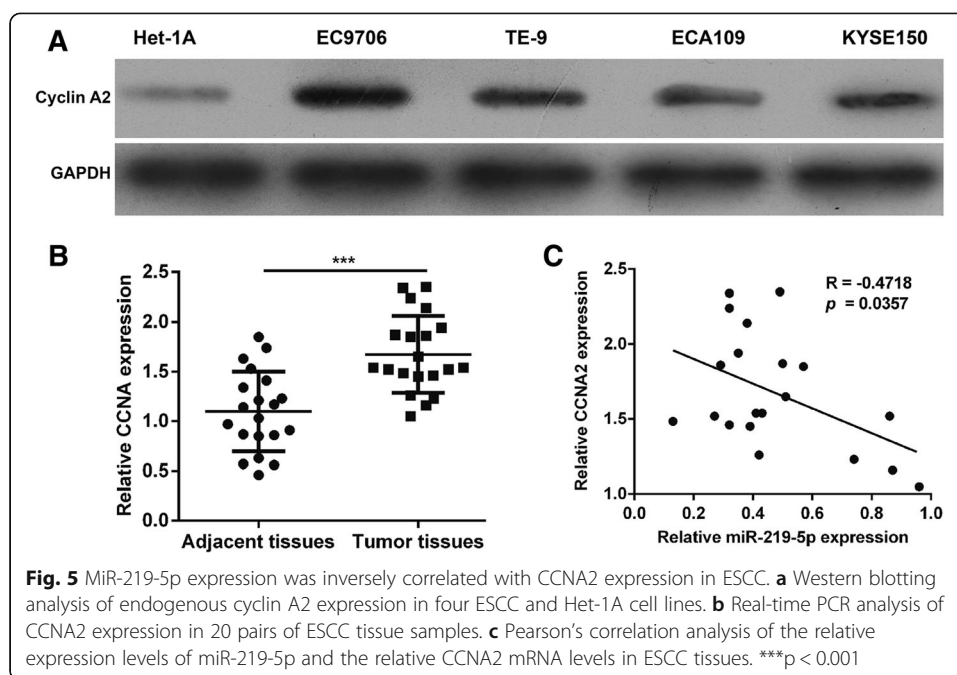 A
Het-1A EC9706 TE-9 ECA109 KYSE150
Cyclin A2
GAPDH
B
***
Relative CCNA expression
2.5
2.0
1.5
1.0
0.5
0.0
Adjacent tissues Tumor tissues
C
R = -0.4718
p = 0.0357
Relative CCNA2 expression
2.5
2.0
1.5
1.0
0.0 0.2 0.4 0.6 0.8 1.0
Relative miR-219-5p expression
Fig. 5 MiR-219-5p expression was inversely correlated with CCNA2 expression in ESCC. a Western blotting
analysis of endogenous cyclin A2 expression in four ESCC and Het-1A cell lines. b Real-time PCR analysis of
CCNA2 expression in 20 pairs of ESCC tissue samples. c Pearson's correlation analysis of the relative
expression levels of miR-219-5p and the relative CCNA2 mRNA levels in ESCC tissues. ***p < 0.001